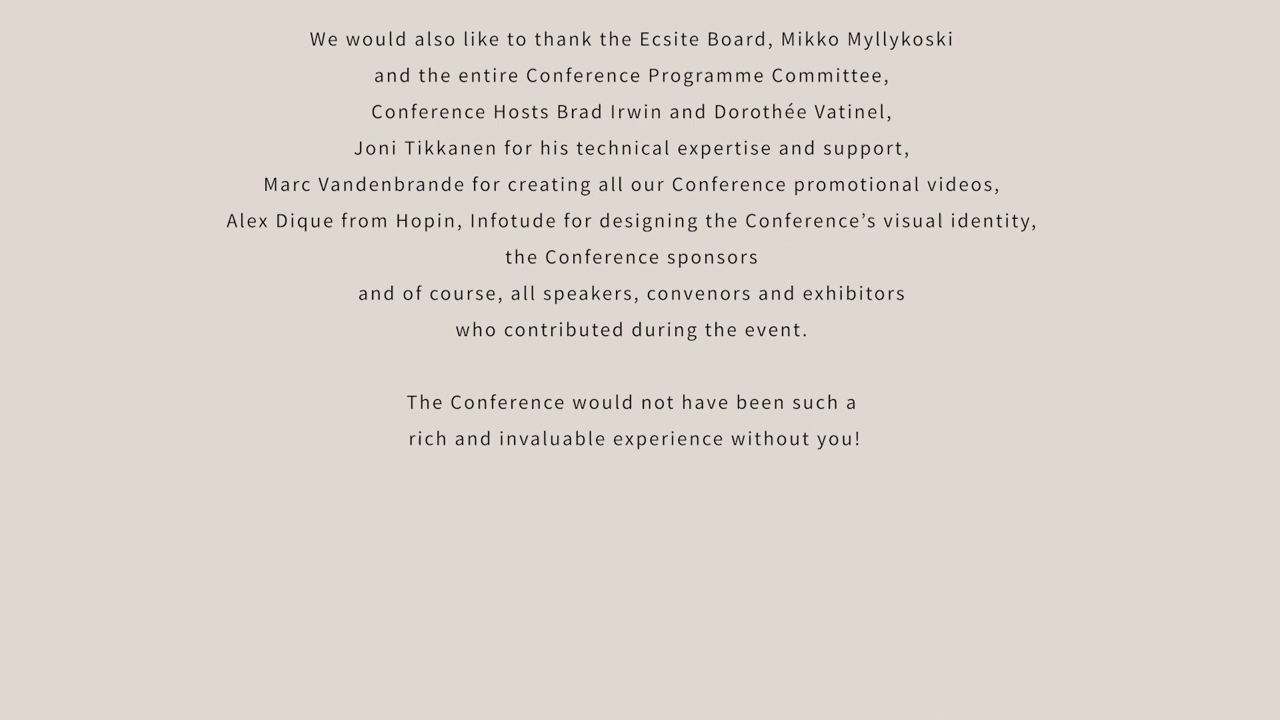 We would also like to thank the Ecsite Board, Mikko Myllykoski
and the entire Conference Programme Committee,
Conference Hosts Brad Irwin and Dorothée Vatinel,
Joni Tikkanen for his technical expertise and support,
Marc Vandenbrande for creating all our Conference promotional videos,
Alex Dique from Hopin, Infotude for designing the Conference’s visual identity,
the Conference sponsors
and of course, all speakers, convenors and exhibitors
who contributed during the event.
The Conference would not have been such a
rich and invaluable experience without you!